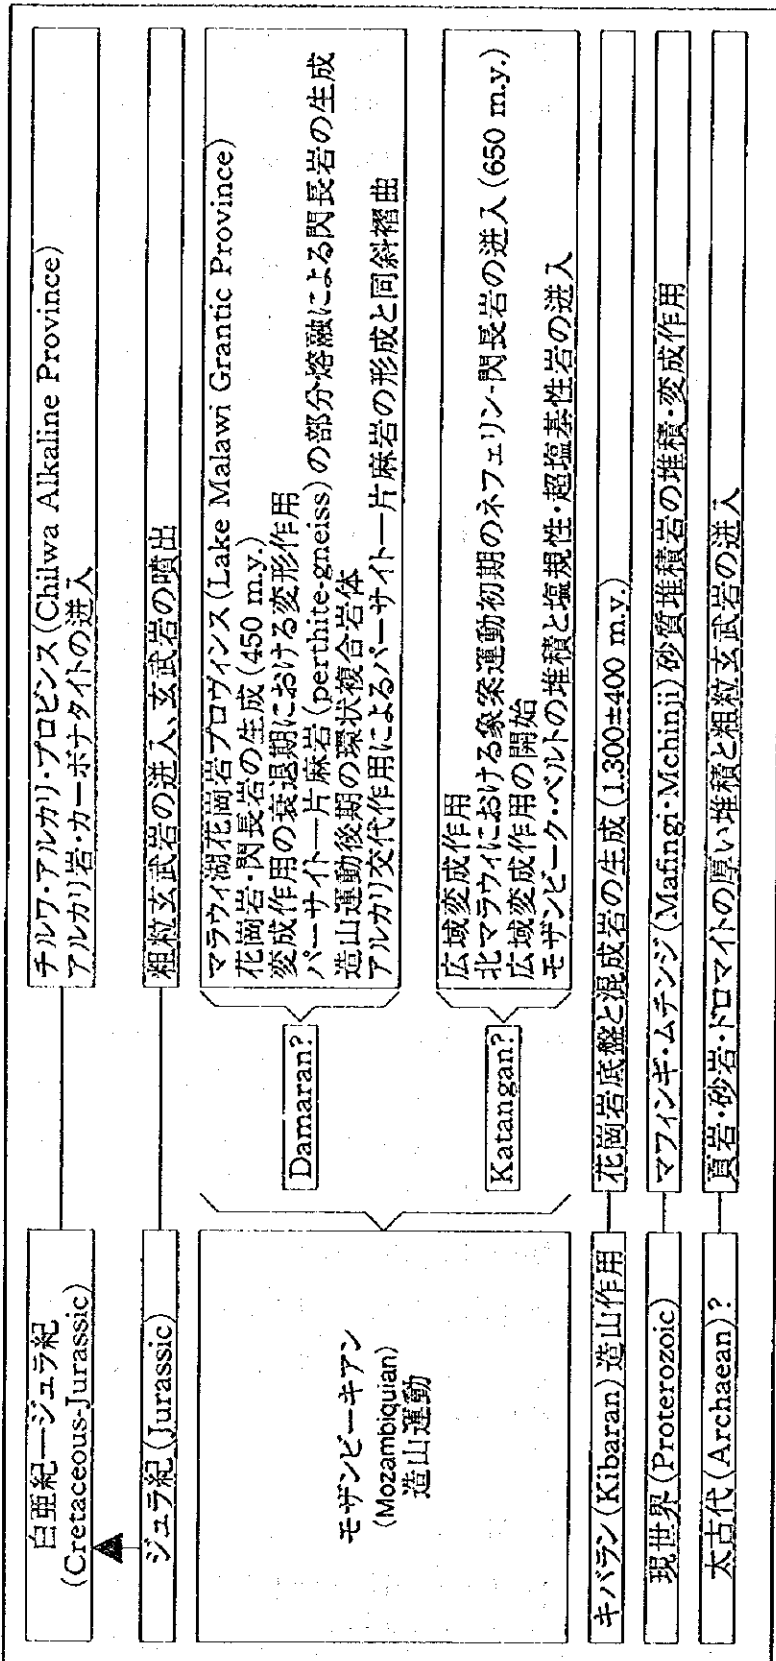 白亜紀ージュラ紀
(Cretaceous-Jurassic)
チルワ・アルカリ・プロビンス(Chilwa Alkaline Province)
アルカリ岩・カーボナタイトの迸入
ジュラ紀(Jurassic)
粗粒玄武岩の迸入、玄武岩の噴出
モザンビーキアン
(Mozambiquian)
造山運動
Damaran?
マラウィ湖花崗岩プロヴィンス(Lake Malawi Grantic Province)
花崗岩・閃長岩の生成(450 m.y.)
変成作用の衰退期における変形作用
パーサイトー片麻岩(perthite-gneiss)の部分熔融による閃長岩の生成
造山運動後期の環状複合岩体
アルカリ交代作用によるパーサイトー片麻岩の形成と同斜褶曲
Katangan?
広域変成作用
北マラウィにおける象案運動初期のネフェリン-閃長岩の迸入(650 m.y.)
広域変成作用の開始
モザンビーク・ベルトの堆積と塩規性・超塩基性岩の迸入
キバラン(Kibaran)造山作用
花崗岩底盤と混成岩の生成(1,300±400 m.y.)
現世界(Proterozoic)
マフィンギ・ムチンジ(Mafingi・Mchinji)砂質堆積岩の堆積・変成作用
太古代(Archaean)?
頁岩・砂岩・ドロマイトの厚い堆積と粗粒玄武岩の迸入